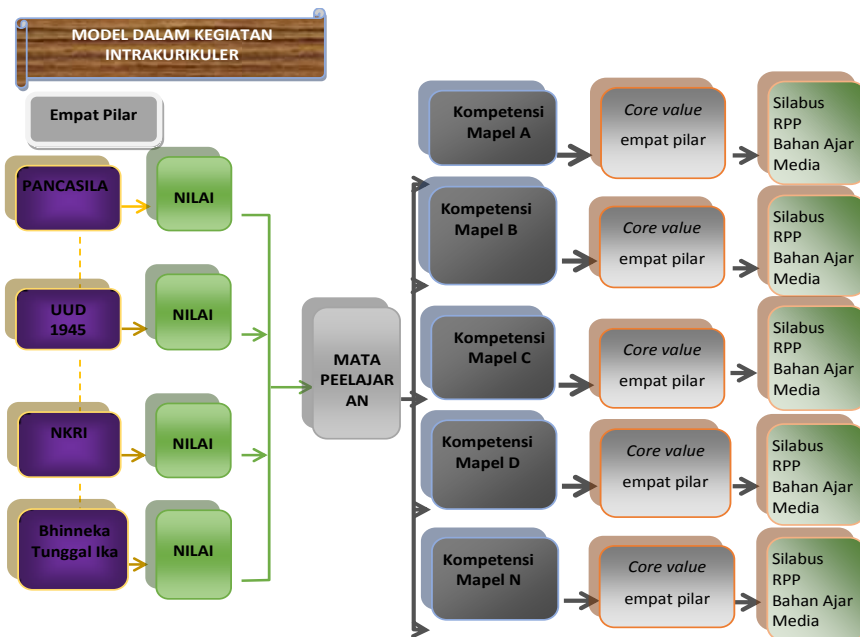 MODEL DALAM KEGIATAN
INTRAKURIKULER
Empat Pilar
PANCASILA
NILAI
UUD
1945
NILAI
NKRI
NILAI
Bhinneka
Tunggal Ika
NILAI
MATA
PEELAJAR
AN
Kompetensi
Mapel A
Core value
empat pilar
Silabus
RPP
Bahan Ajar
Media
Kompetensi
Mapel B
Core value
empat pilar
Silabus
RPP
Bahan Ajar
Media
Kompetensi
Mapel C
Core value
empat pilar
Silabus
RPP
Bahan Ajar
Media
Kompetensi
Mapel D
Core value
empat pilar
Silabus
RPP
Bahan Ajar
Media
Kompetensi
Mapel N
Core value
empat pilar
Silabus
RPP
Bahan Ajar
Media